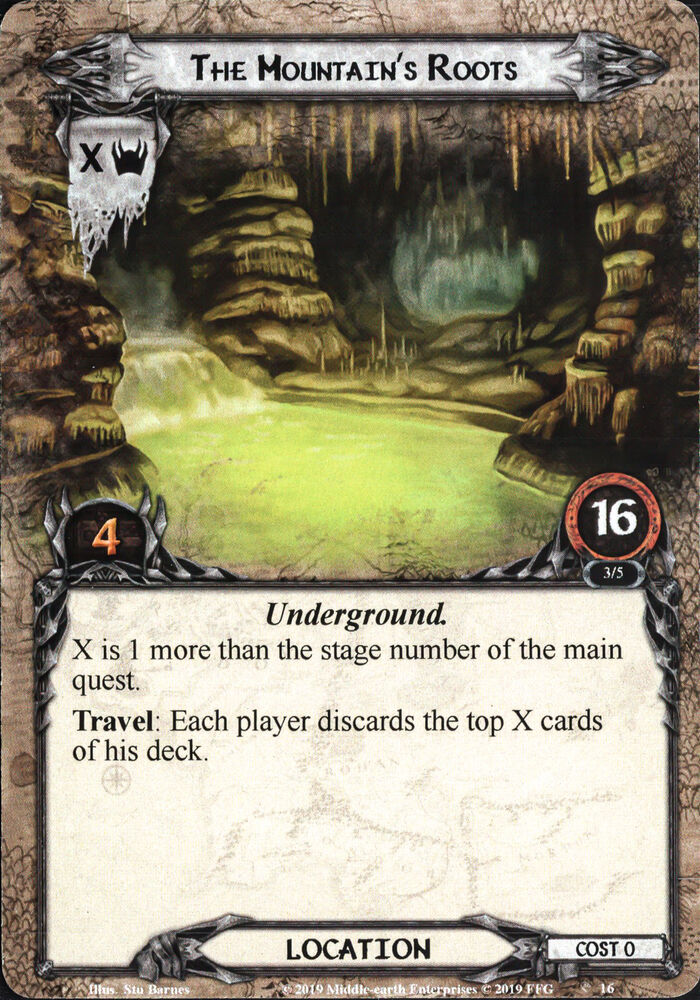 The Mountain's Roots
X
4
16
3/5
Underground.
X is 1 more than the stage number of the main
quest.
Travel: Each player discards the top X cards
of his deck.
ROHAN
LOCATION
COST 0
Illus. Stu Barnes
© 2019 Middle-earth Enterprises © 2019 FFG
16